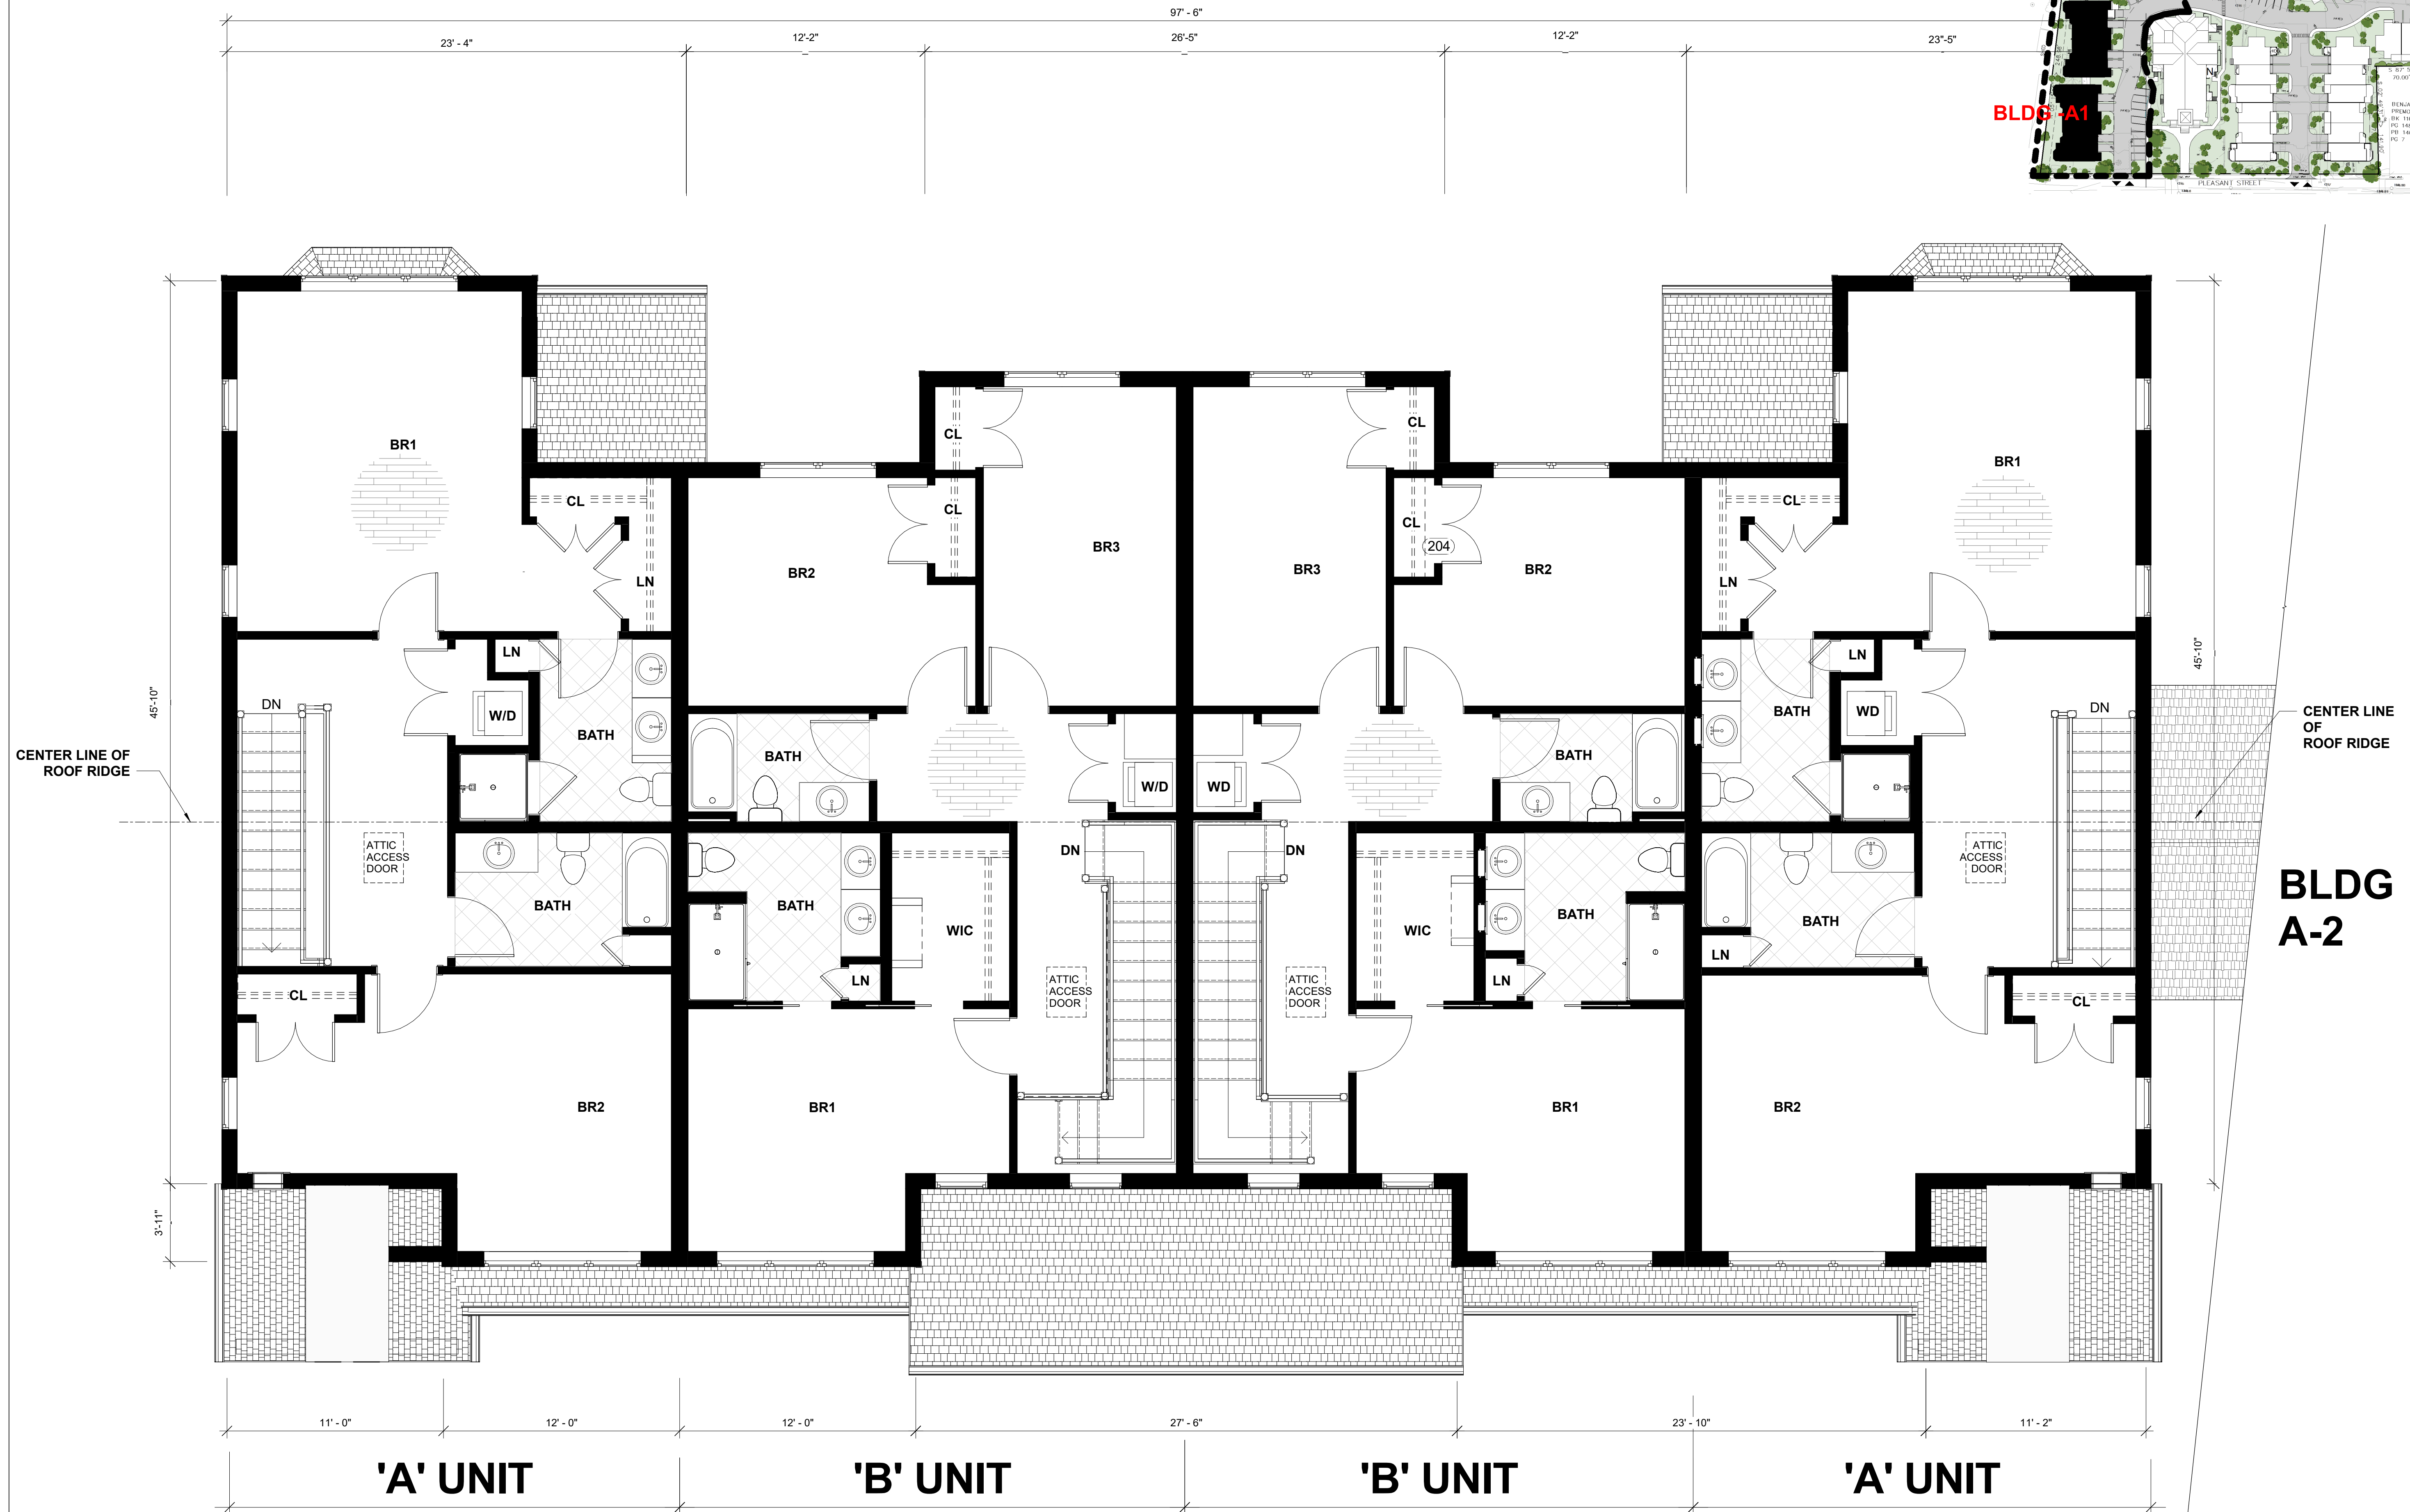 97' - 6"
23' - 4"
12'-2"
26'-5"
12'-2"
23"-5"
BLDG -A1
PLEASANT STREET
BR1
BR1
CL
CL
CL
CL
CL
CL
204
LN
LN
BR2
BR3
BR3
BR2
LN
LN
45'-10"
45'-10"
DN
W/D
BATH
BATH
W/D
WD
BATH
BATH
WD
DN
CENTER LINE OF
ROOF RIDGE
CENTER LINE
OF
ROOF RIDGE
ATTIC
ACCESS
DOOR
DN
DN
ATTIC
ACCESS
DOOR
BLDG
A-2
BATH
BATH
WIC
WIC
BATH
BATH
LN
LN
LN
ATTIC
ACCESS
DOOR
ATTIC
ACCESS
DOOR
CL
CL
BR2
BR1
BR1
BR2
3'-11"
11' - 0"
12' - 0"
12' - 0"
27' - 6"
23' - 10"
11' - 2"
'A' UNIT
'B' UNIT
'B' UNIT
'A' UNIT